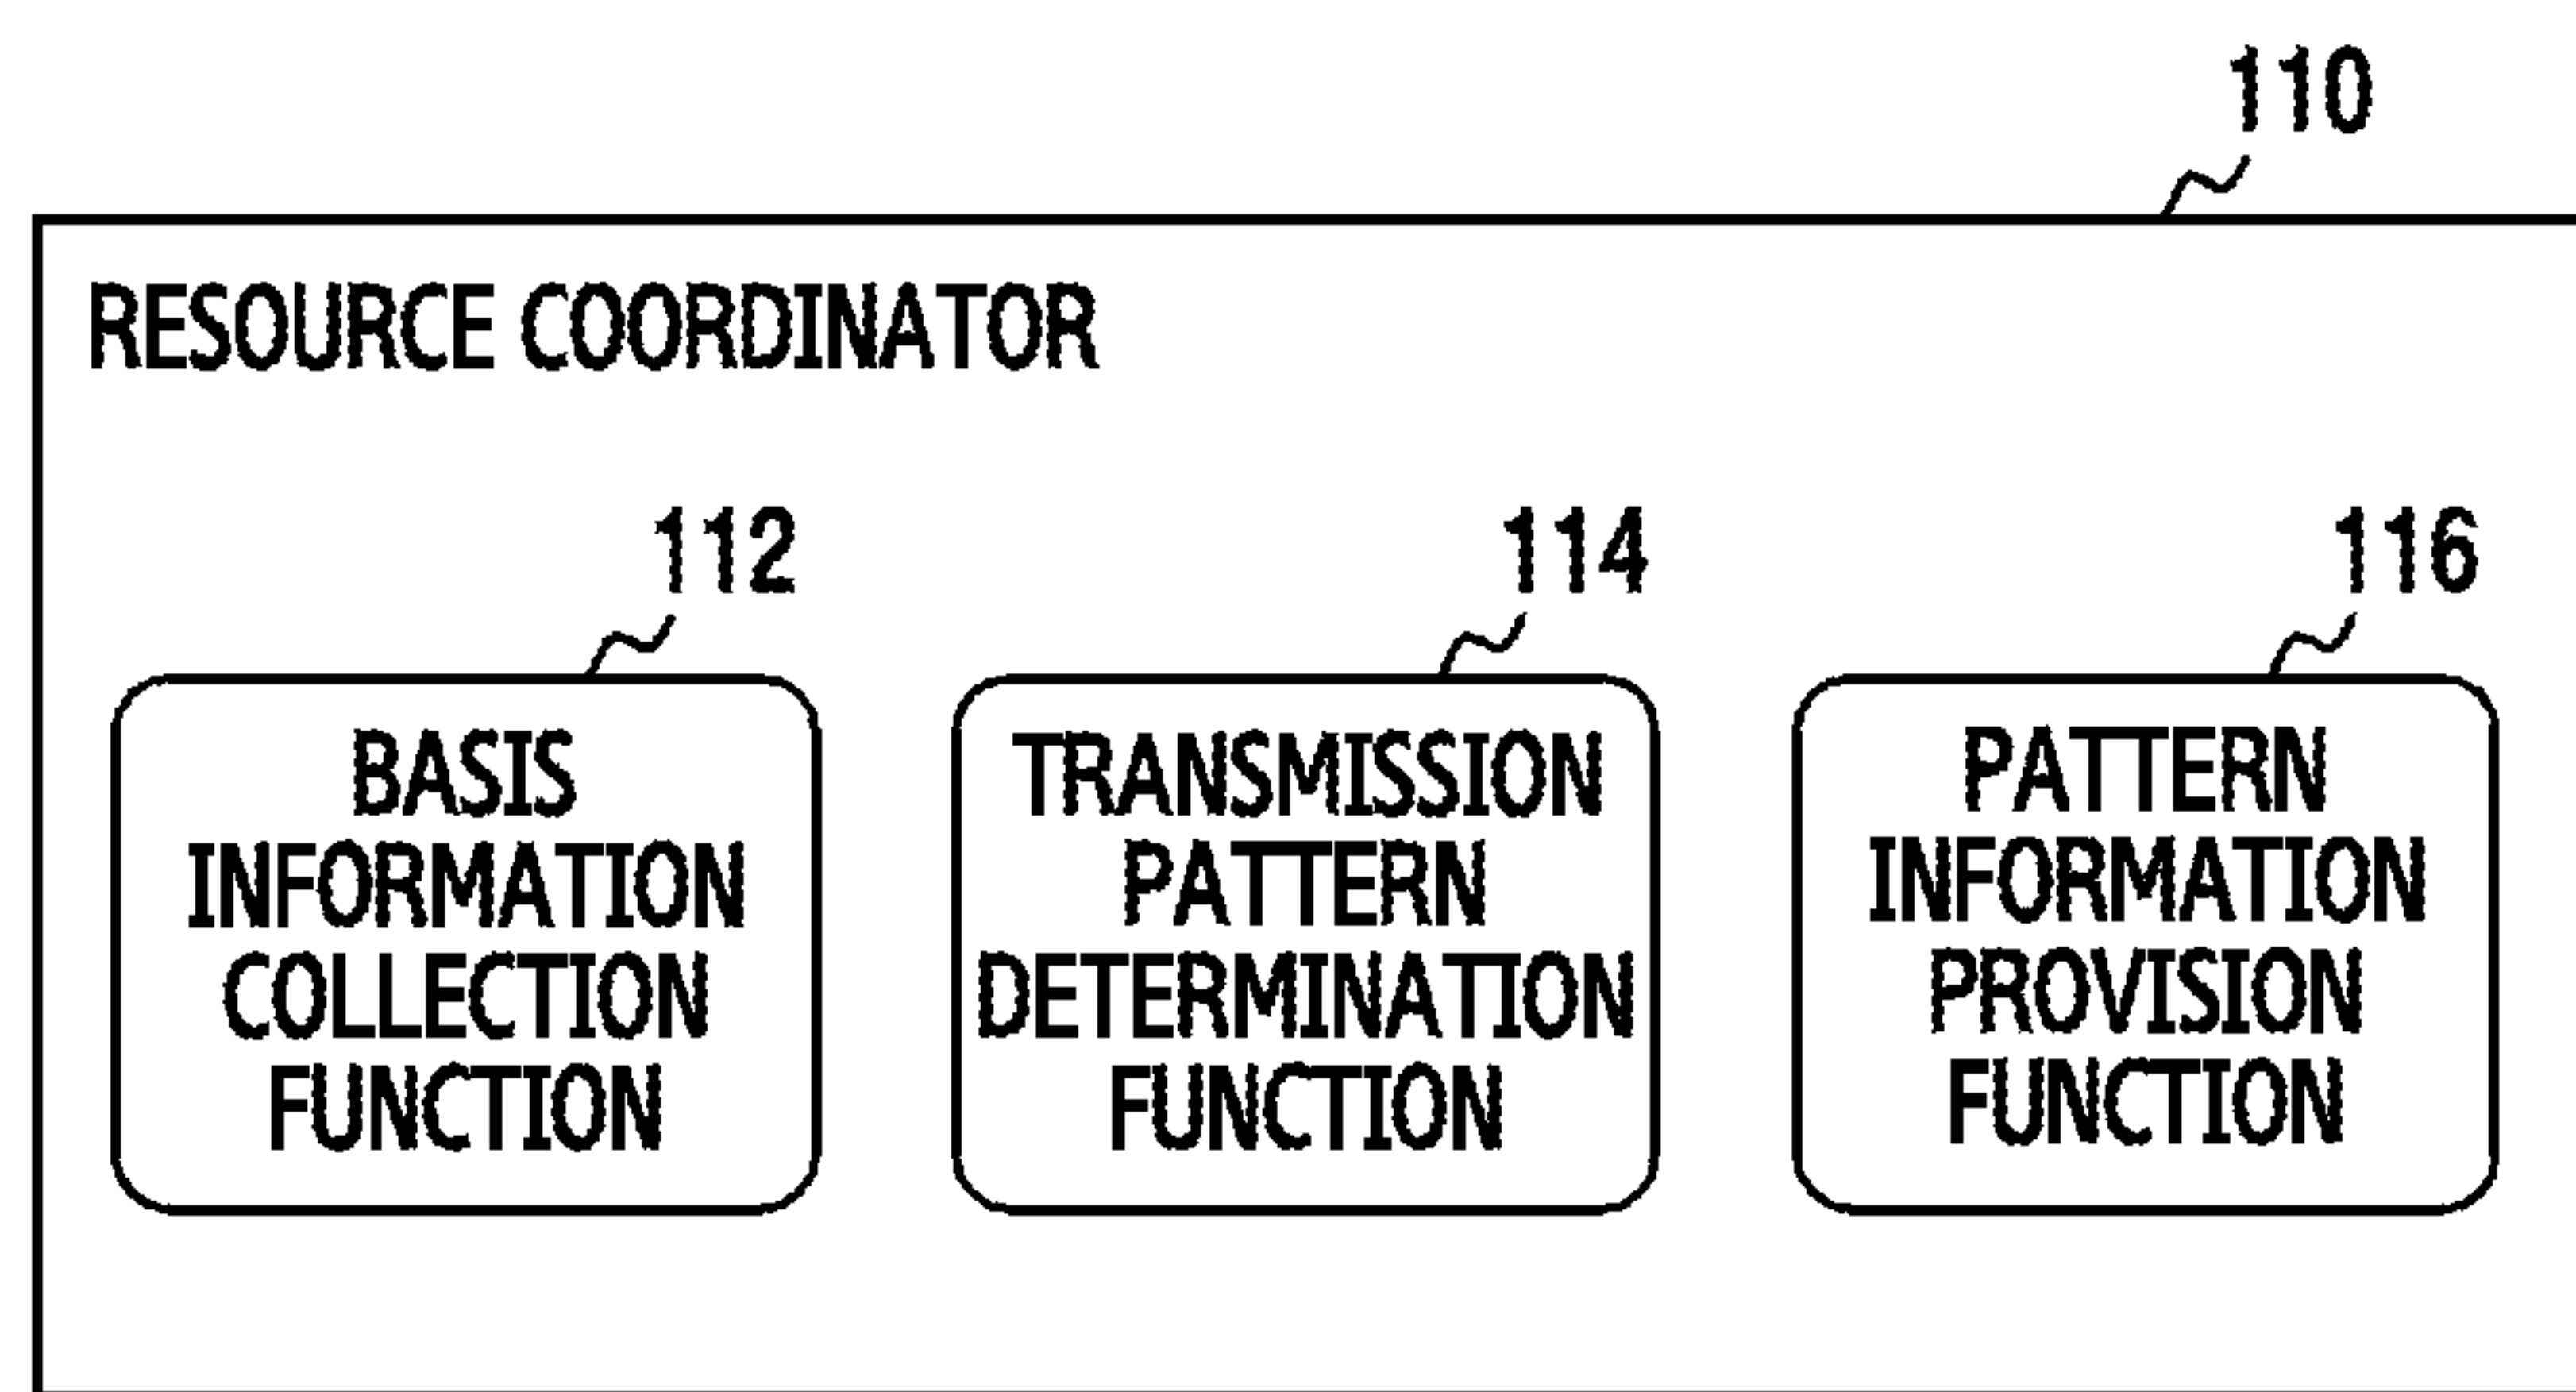 110
RESOURCE COORDINATOR
112
114
116
BASIS
INFORMATION
COLLECTION
FUNCTION
TRANSMISSION
PATTERN
DETERMINATION
FUNCTION
PATTERN
INFORMATION
PROVISION
FUNCTION